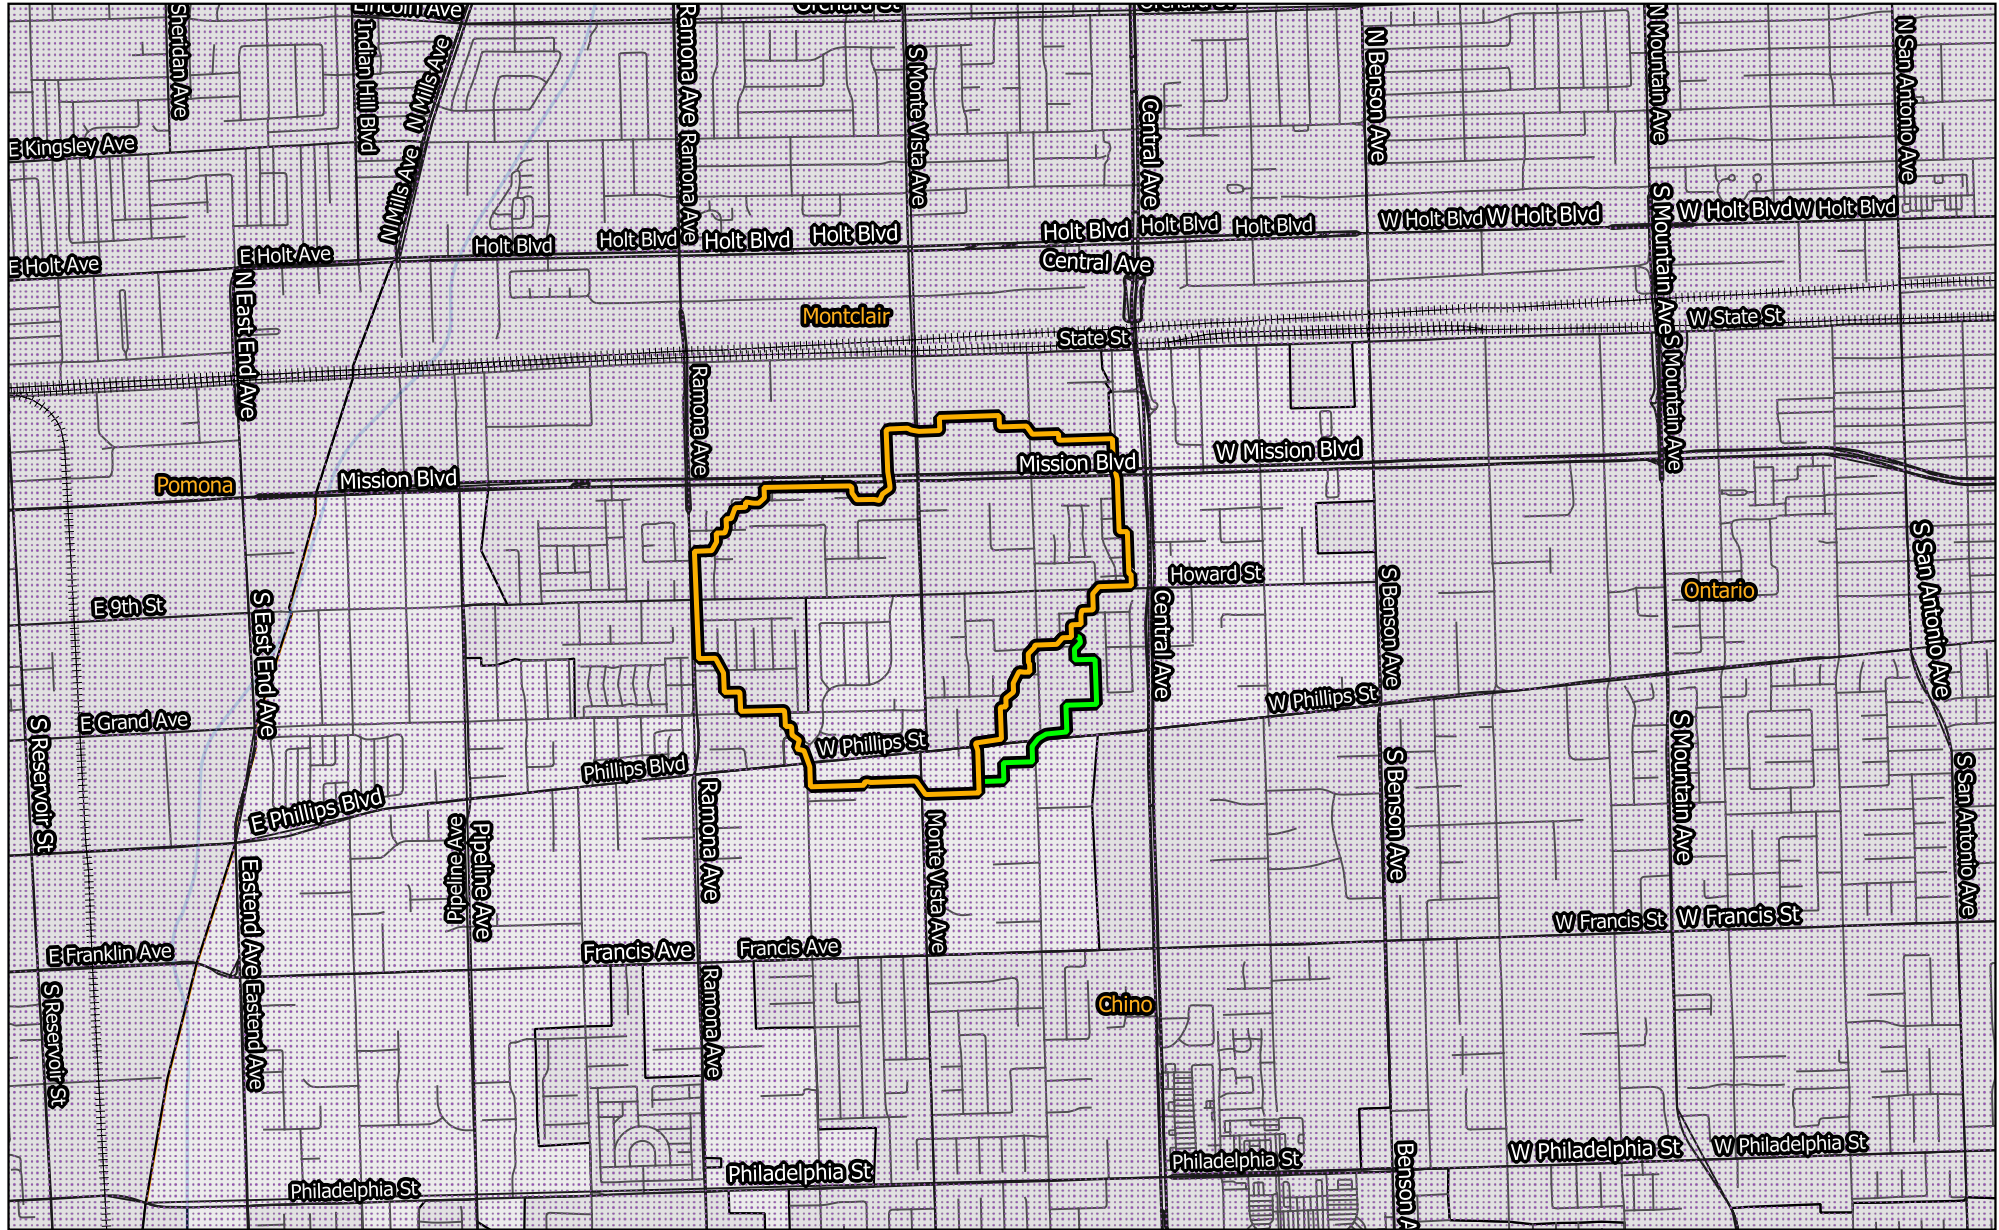 Lincoln Ave
Orchard St
Orchard St
Sheridan Ave
Indian Hill Blvd
N Mills Ave
Ramona Ave
S Monte Vista Ave
Central Ave
N Benson Ave
N Mountain Ave
N San Antonio Ave
E Kingsley Ave
N Mills Ave
Ramona Ave
E Holt Ave
E Holt Ave
Holt Blvd
Holt Blvd
Holt Blvd
Holt Blvd
Holt Blvd
Holt Blvd
Holt Blvd
W Holt Blvd
W Holt Blvd
W Holt Blvd
W Holt Blvd
Central Ave
S Mountain Ave
N East End Ave
Montclair
State St
W State St
Ramona Ave
S Mountain Ave
Pomona
Mission Blvd
Mission Blvd
W Mission Blvd
E 9th St
S East End Ave
Howard St
Central Ave
S Benson Ave
Ontario
S San Antonio Ave
E Grand Ave
S Reservoir St
W Phillips St
W Phillips St
Phillips Blvd
E Phillips Blvd
S Mountain Ave
S Benson Ave
S San Antonio Ave
Ramona Ave
Pipeline Ave
Pipeline Ave
Monte Vista Ave
Eastend Ave
E Franklin Ave
Francis Ave
Francis Ave
W Francis St
W Francis St
S Reservoir St
Eastend Ave
Ramona Ave
Chino
Philadelphia St
Philadelphia St
Philadelphia St
W Philadelphia St
W Philadelphia St
Benson A